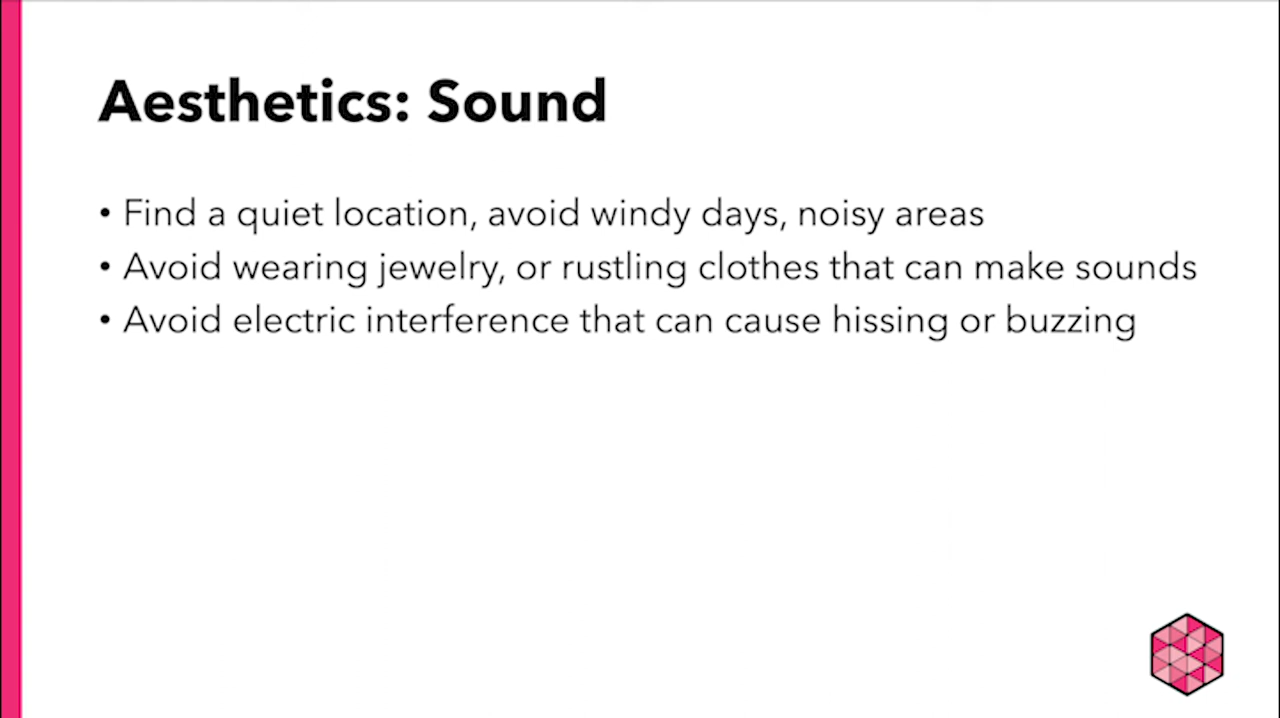 Aesthetics: Sound
• Find a quiet location, avoid windy days, noisy areas
• Avoid wearing jewelry, or rustling clothes that can make sounds
• Avoid electric interference that can cause hissing or buzzing